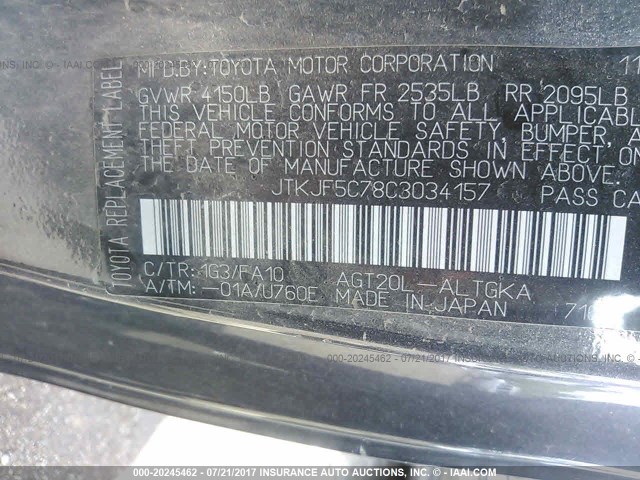 TOYOTA REPLACEMENT LABEL
MFD.BY:TOYOTA MOTOR CORPORATION 11
GVWR 4150LB GAWR FR 2535LB RR 2095LB
THIS VEHICLE CONFORMS TO ALL APPLICABLE
FEDERAL MOTOR VEHICLE SAFETY, BUMPER,
THEFT PREVENTION STANDARDS IN EFFECT ON
THE DATE OF MANUFACTURE SHOWN ABOVE.
JTKJF5C78C3034157 PASS CA
C/TR: 1G3/FA10 AGT20L-ALTGKA
A/TM: -01A/U760E MADE IN JAPAN 710
000-20245462 - 07/21/2017 - INSURANCE AUTO AUCTIONS, INC. - © - IAAI.COM